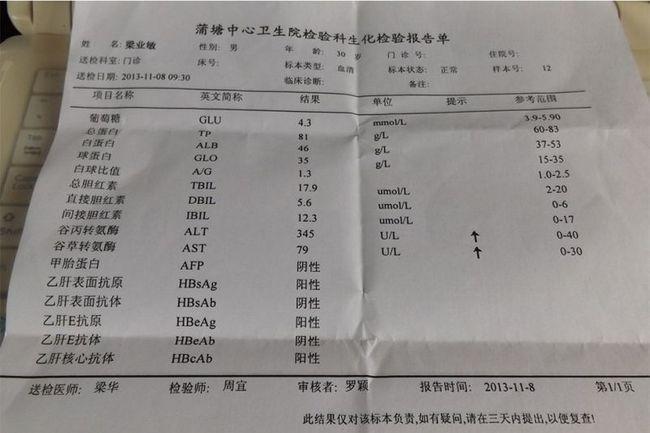 蒲塘中心卫生院检验科生化检验报告单
姓 名: 梁业敏 性别: 男 年 龄: 30 岁 门 诊 号: 住院号:
送检科室: 门诊 床号: 标本类型: 血清 标本状态: 正常 样本号: 12
送检日期: 2013-11-08 09:30 临床诊断: 备注:
项目名称 英文简称 结果 单位 提示 参考范围
葡萄糖 GLU 4.3 mmol/L 3.9-5.90
总蛋白 TP 81 g/L 60-83
白蛋白 ALB 46 g/L 37-53
球蛋白 GLO 35 g/L 15-35
白球比值 A/G 1.3 1.0-2.5
总胆红素 TBIL 17.9 umol/L 2-20
直接胆红素 DBIL 5.6 umol/L 0-6
间接胆红素 IBIL 12.3 umol/L 0-17
谷丙转氨酶 ALT 345 U/L ↑ 0-40
谷草转氨酶 AST 79 U/L ↑ 0-30
甲胎蛋白 AFP 阴性
乙肝表面抗原 HBsAg 阳性
乙肝表面抗体 HBsAb 阴性
乙肝E抗原 HBeAg 阳性
乙肝E抗体 HBeAb 阴性
乙肝核心抗体 HBcAb 阳性
送检医师: 梁华 检验师: 周宜 审核者: 罗颖 报告时间: 2013-11-8 第1/1页
此结果仅对该标本负责,如有疑问,请在三天内提出,以便复查!